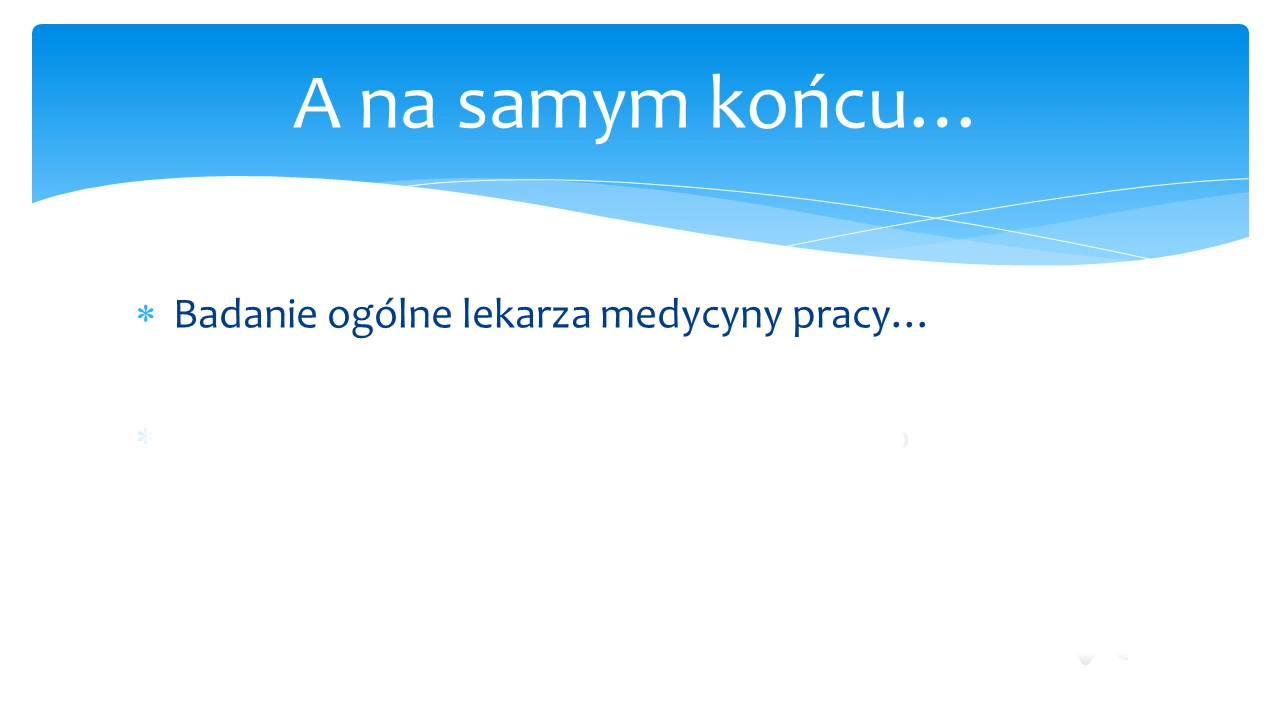 A na samym końcu…
Badanie ogólne lekarza medycyny pracy…